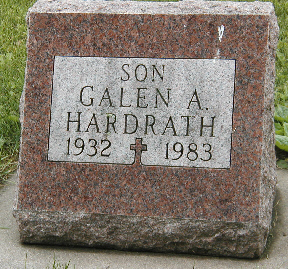 SON
GALEN A.
HARDRATH
1932 1983